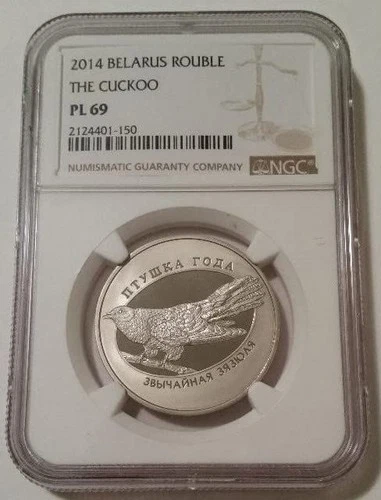 2014 BELARUS ROUBLE
THE CUCKOO
PL 69
2124401-150
NUMISMATIC GUARANTY COMPANY NGC®
ПТУШКА ГОДА
ЗВЫЧАЙНАЯ ЗЯЗЮЛЯ